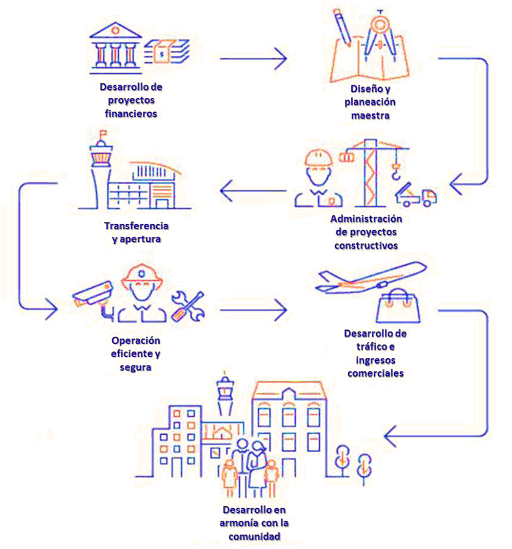 $
Desarrollo de
proyectos
financieros
Diseño y
planeación
maestra
Transferencia
y apertura
Administración
de proyectos
constructivos
Operación
eficiente y
segura
Desarrollo de
tráfico e
ingresos
comerciales
Desarrollo en
armonía con la
comunidad